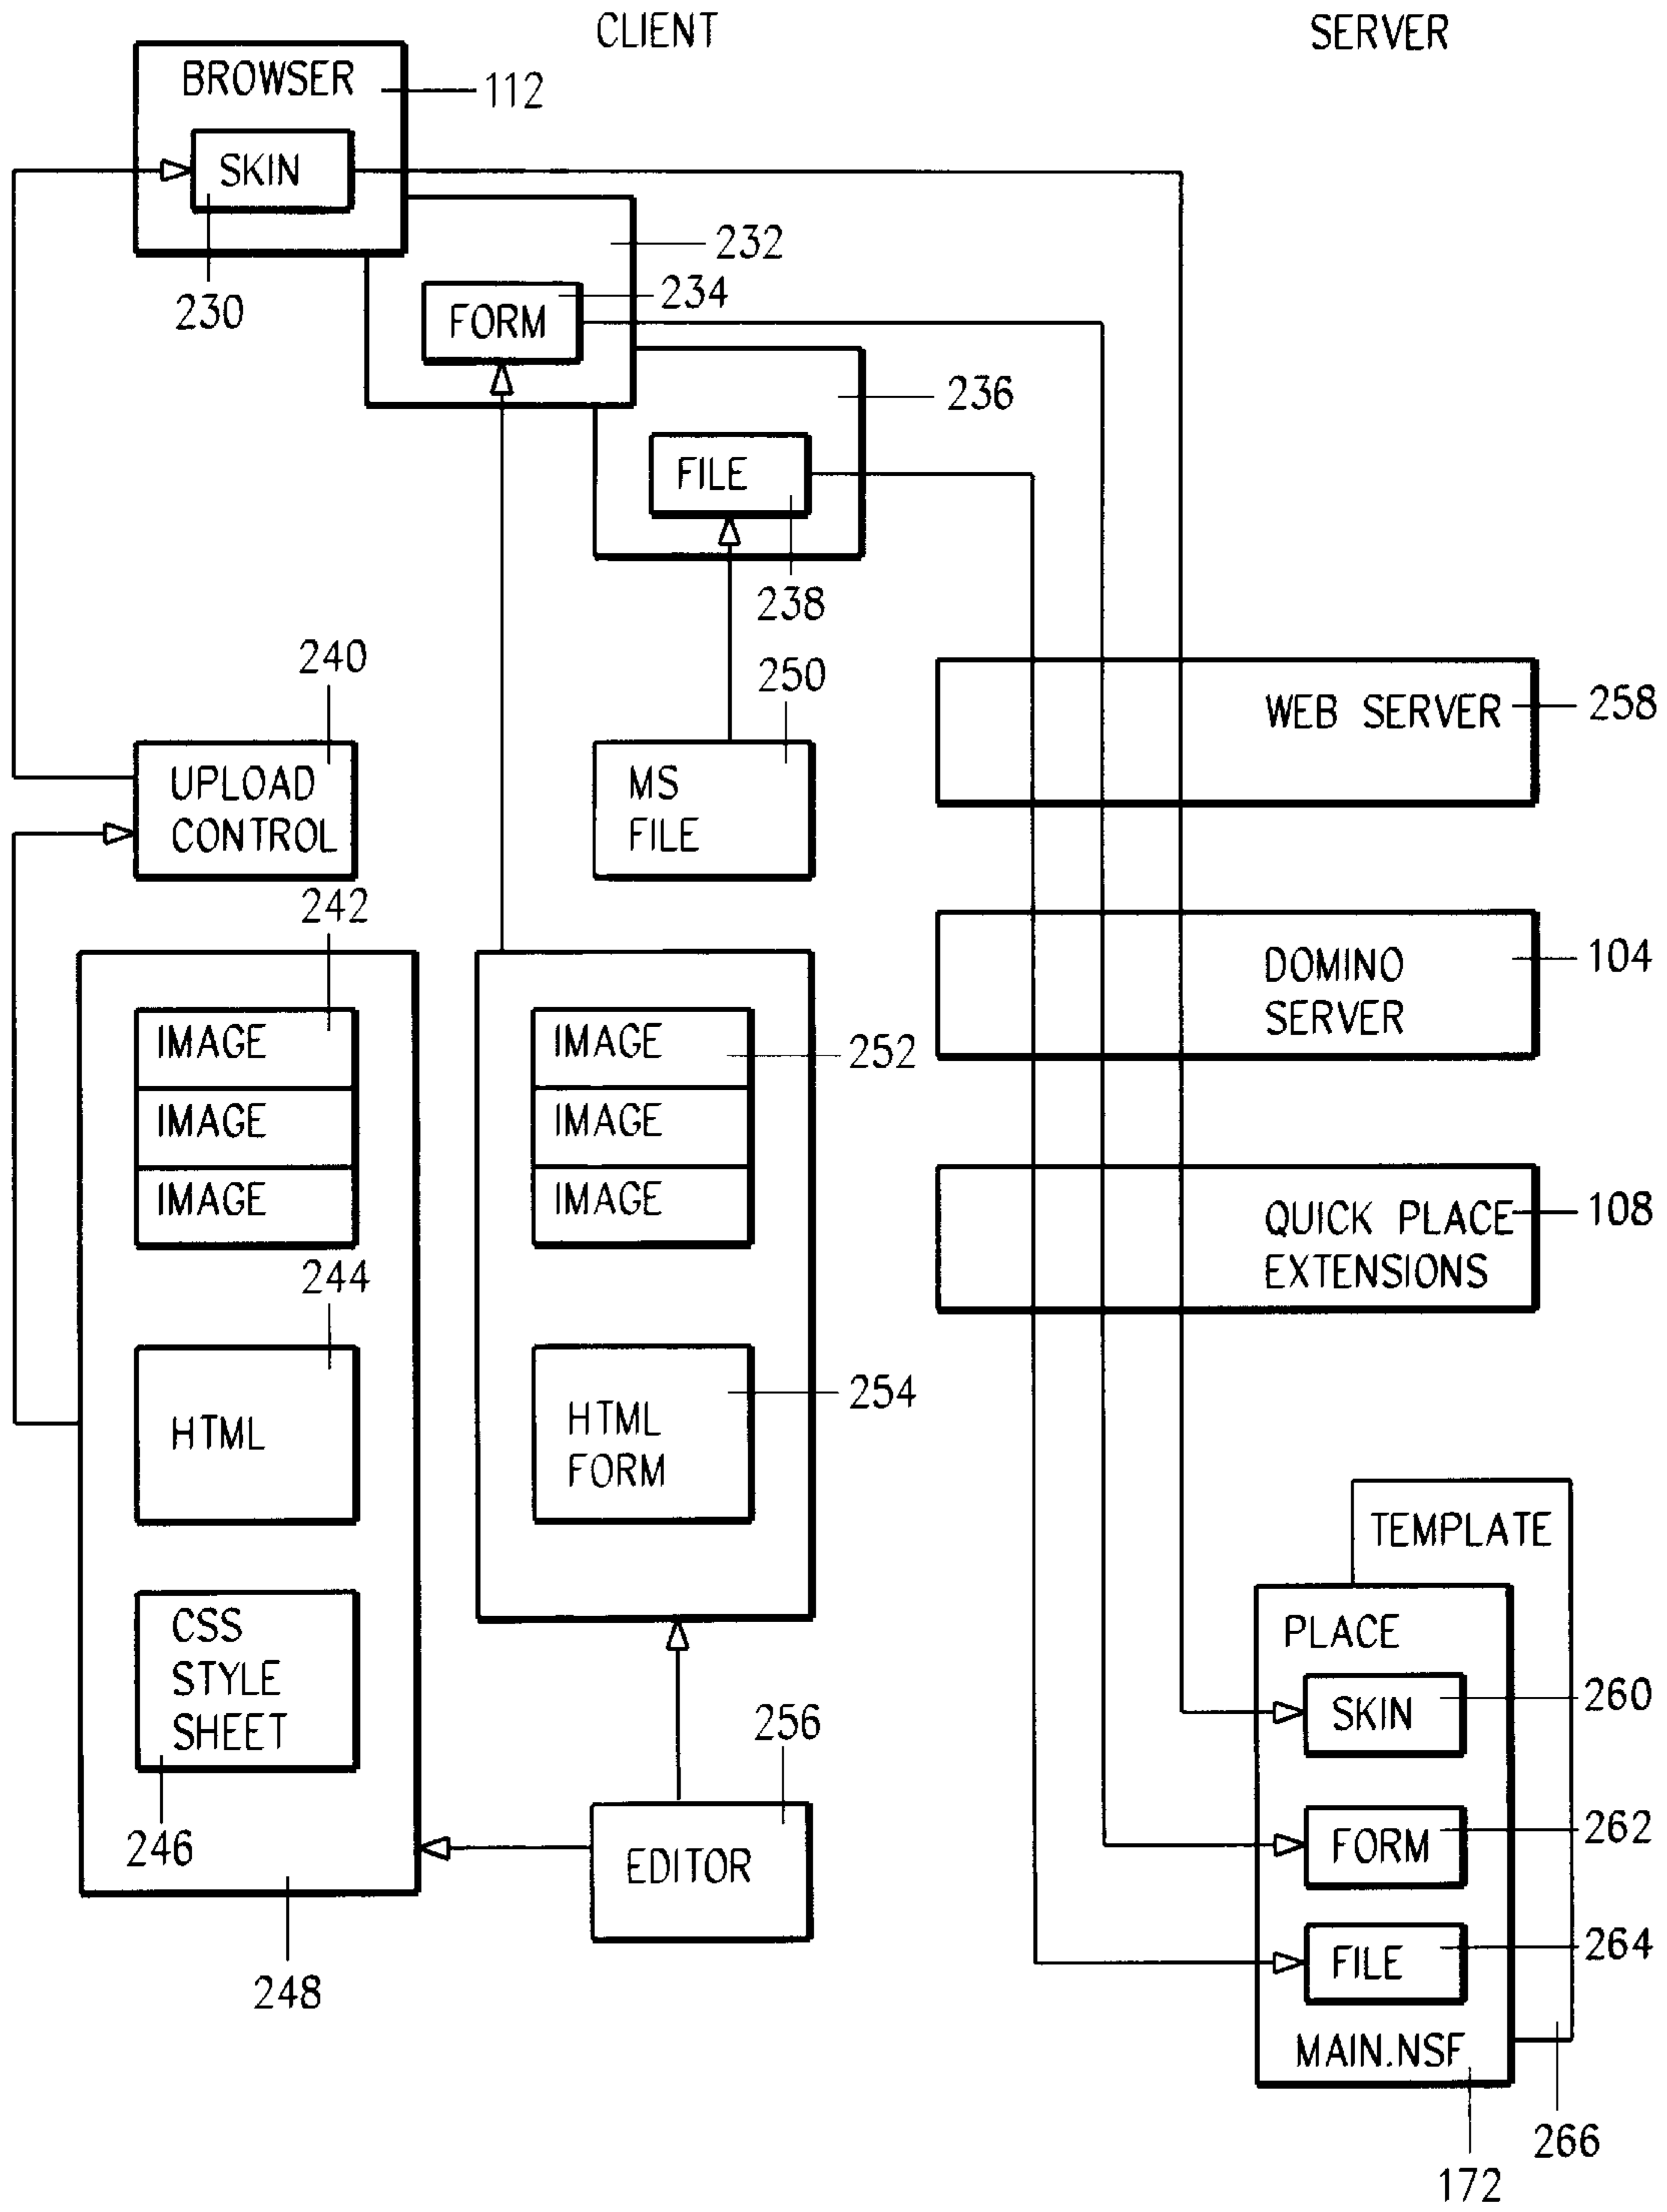 CLIENT
SERVER
BROWSER
112
SKIN
230
232
234
FORM
236
FILE
238
240
250
UPLOAD
CONTROL
MS
FILE
WEB SERVER
258
242
IMAGE
IMAGE
IMAGE
244
HTML
CSS
STYLE
SHEET
246
248
IMAGE
252
IMAGE
IMAGE
HTML
FORM
254
256
EDITOR
DOMINO
SERVER
104
QUICK PLACE
EXTENSIONS
108
TEMPLATE
PLACE
SKIN
260
FORM
262
FILE
264
MAIN.NSF
266
172